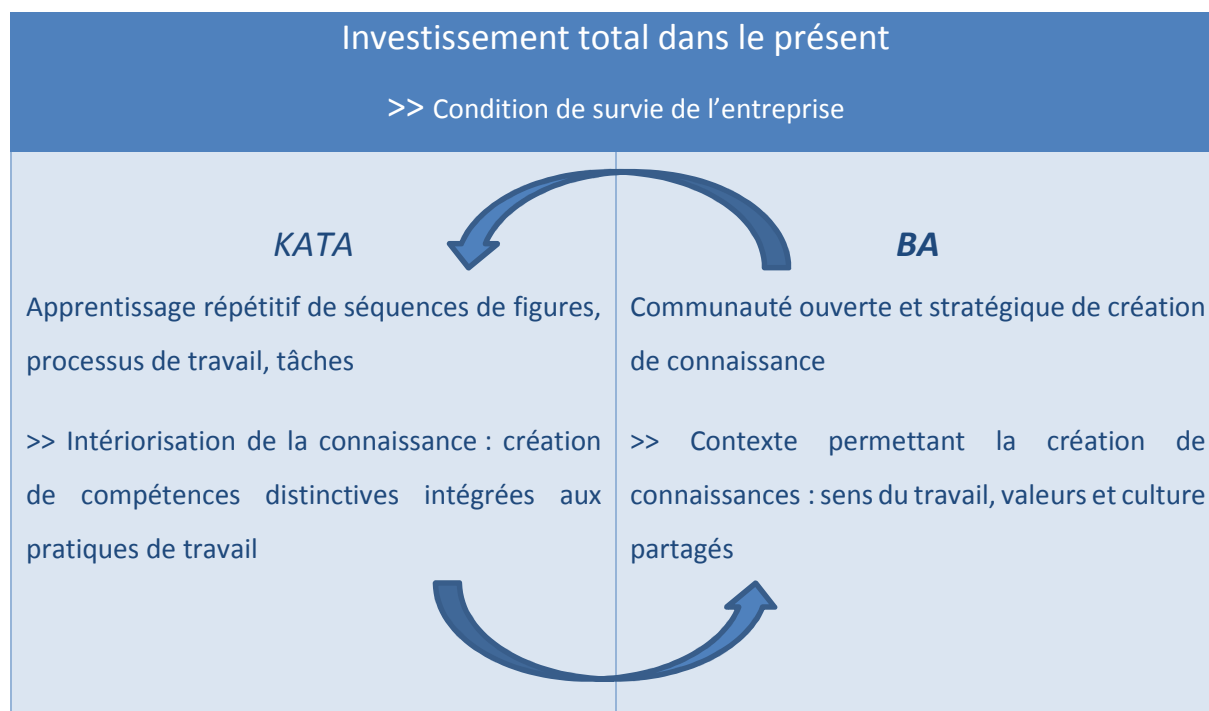 Investissement total dans le présent
>> Condition de survie de l’entreprise
KATA
Apprentissage répétitif de séquences de figures,
processus de travail, tâches
>> Intériorisation de la connaissance : création
de compétences distinctives intégrées aux
pratiques de travail
BA
Communauté ouverte et stratégique de création
de connaissance
>> Contexte permettant la création de
connaissances : sens du travail, valeurs et culture
partagés